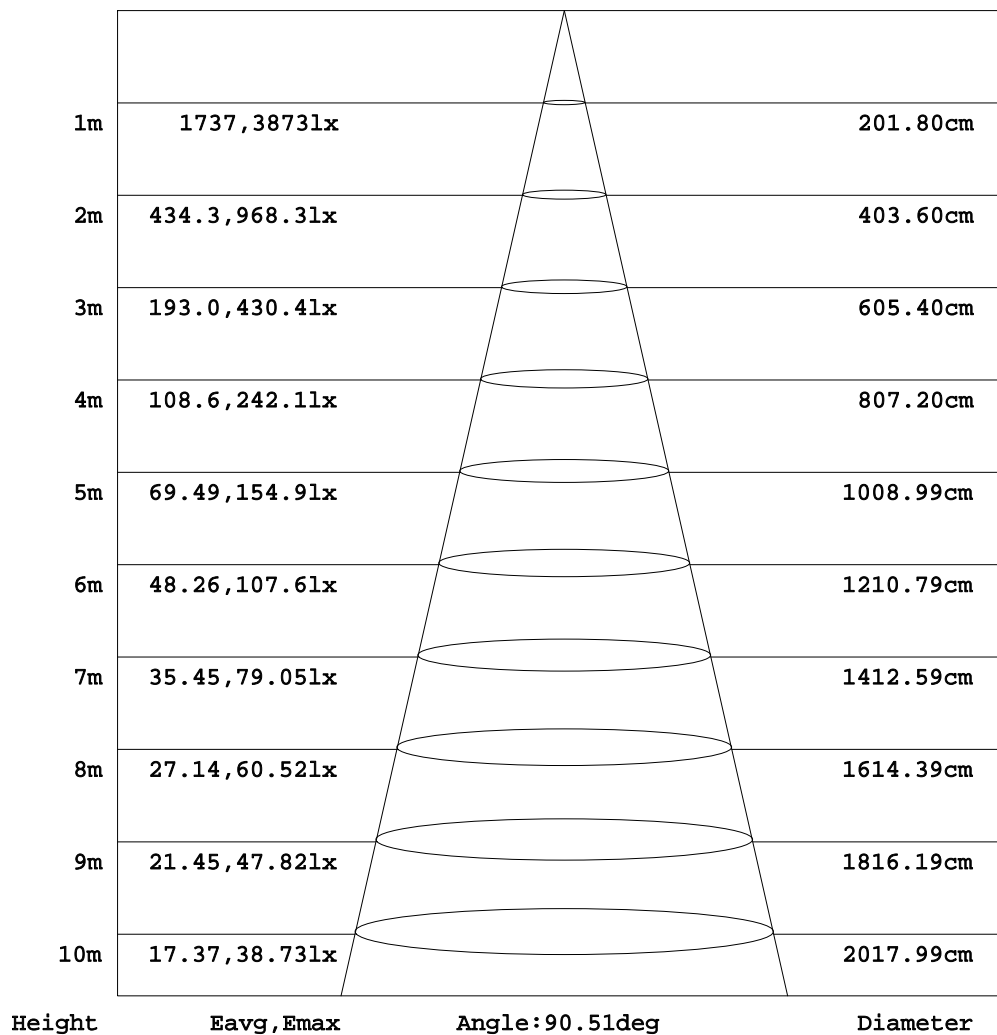 1m 1737,3873lx 201.80cm
2m 434.3,968.3lx 403.60cm
3m 193.0,430.4lx 605.40cm
4m 108.6,242.1lx 807.20cm
5m 69.49,154.9lx 1008.99cm
6m 48.26,107.6lx 1210.79cm
7m 35.45,79.05lx 1412.59cm
8m 27.14,60.52lx 1614.39cm
9m 21.45,47.82lx 1816.19cm
10m 17.37,38.73lx 2017.99cm
Height Eavg,Emax Angle:90.51deg Diameter